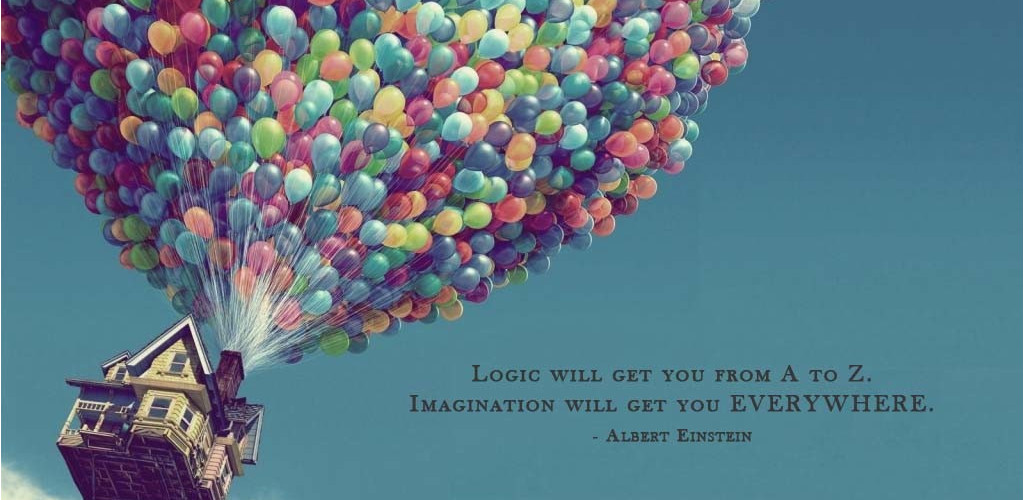 Logic will get you from A to Z.
Imagination will get you EVERYWHERE.
- Albert Einstein